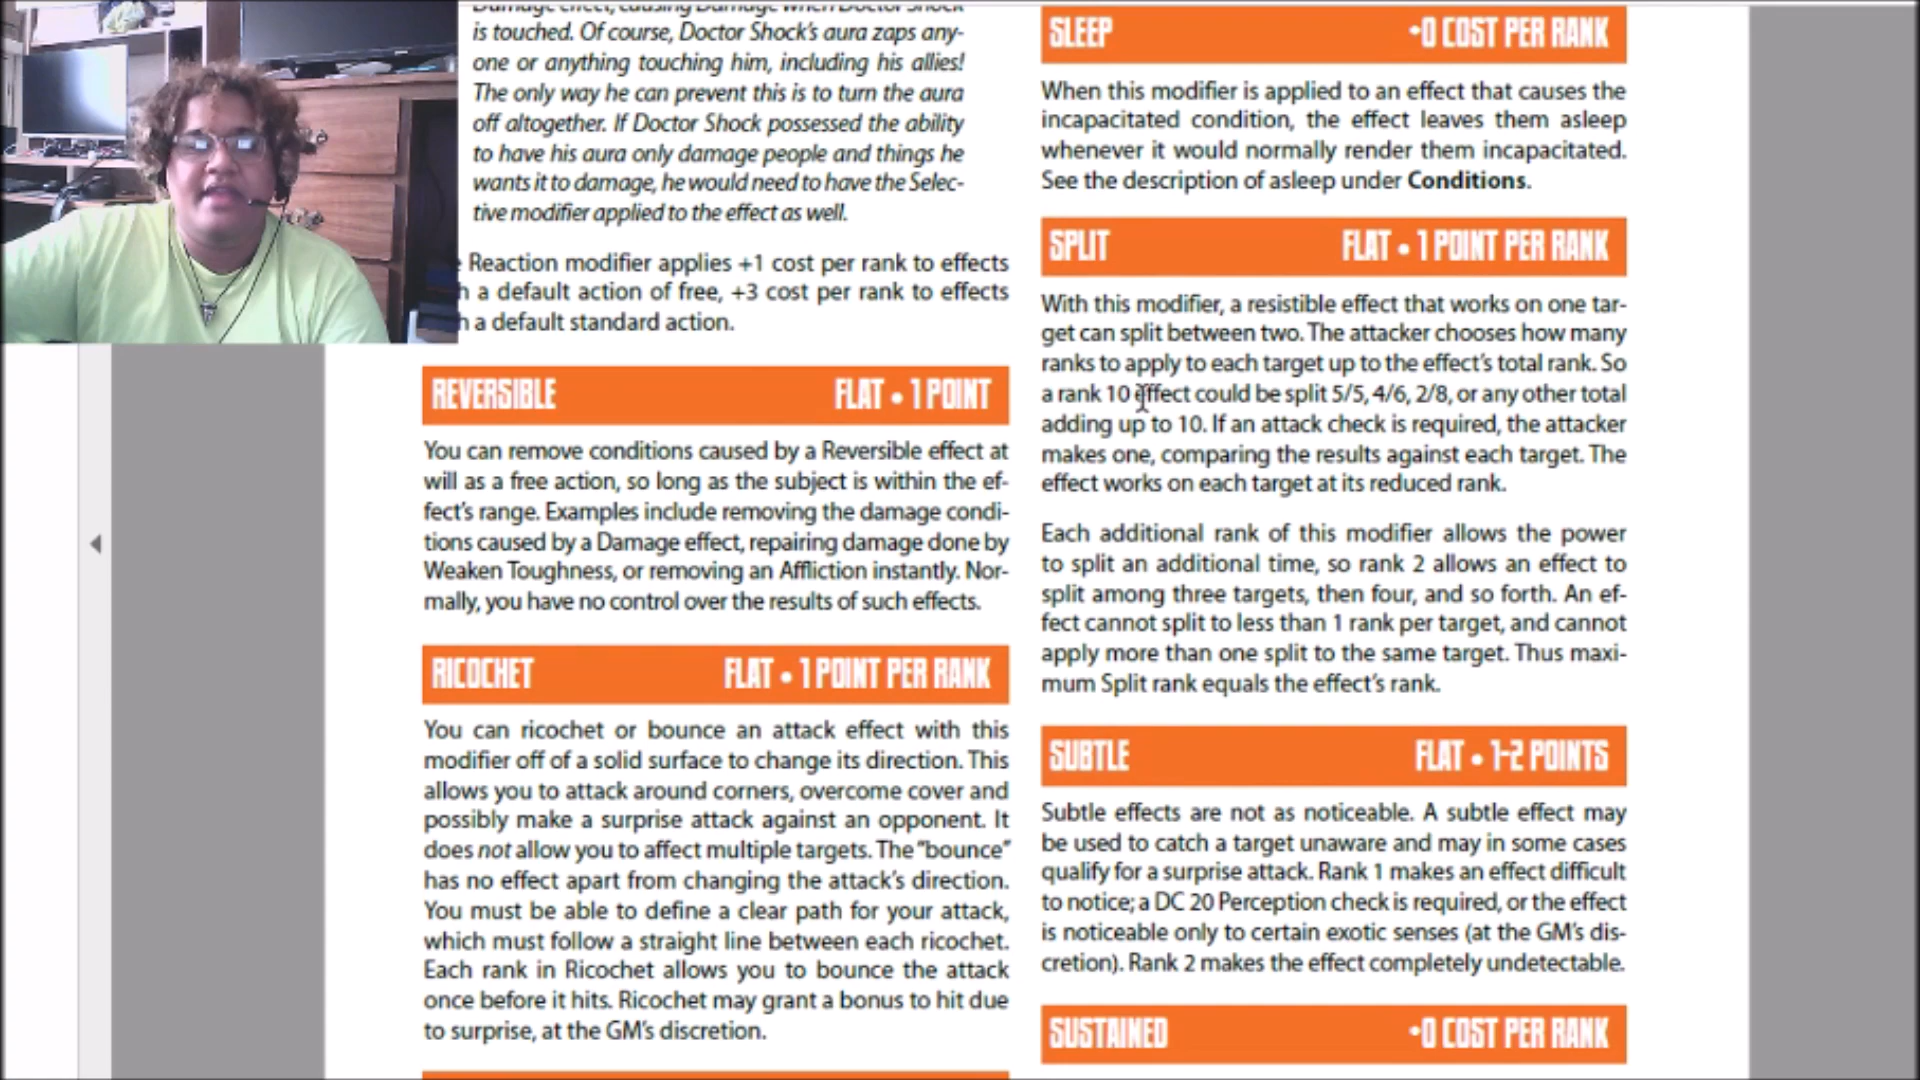 is touched. Of course, Doctor Shock's aura zaps any-
one or anything touching him, including his allies!
The only way he can prevent this is to turn the aura
off altogether. If Doctor Shock possessed the ability
to have his aura only damage people and things he
wants it to damage, he would need to have the Selec-
tive modifier applied to the effect as well.
Reaction modifier applies +1 cost per rank to effects
h a default action of free, +3 cost per rank to effects
h a default standard action.
REVERSIBLE FLAT • 1 POINT
You can remove conditions caused by a Reversible effect at
will as a free action, so long as the subject is within the ef-
fect's range. Examples include removing the damage condi-
tions caused by a Damage effect, repairing damage done by
Weaken Toughness, or removing an Affliction instantly. Nor-
mally, you have no control over the results of such effects.
RICOCHET FLAT • 1 POINT PER RANK
You can ricochet or bounce an attack effect with this
modifier off of a solid surface to change its direction. This
allows you to attack around corners, overcome cover and
possibly make a surprise attack against an opponent. It
does not allow you to affect multiple targets. The "bounce"
has no effect apart from changing the attack's direction.
You must be able to define a clear path for your attack,
which must follow a straight line between each ricochet.
Each rank in Ricochet allows you to bounce the attack
once before it hits. Ricochet may grant a bonus to hit due
to surprise, at the GM's discretion.
SLEEP +0 COST PER RANK
When this modifier is applied to an effect that causes the
incapacitated condition, the effect leaves them asleep
whenever it would normally render them incapacitated.
See the description of asleep under Conditions.
SPLIT FLAT • 1 POINT PER RANK
With this modifier, a resistible effect that works on one tar-
get can split between two. The attacker chooses how many
ranks to apply to each target up to the effect's total rank. So
a rank 10 effect could be split 5/5, 4/6, 2/8, or any other total
adding up to 10. If an attack check is required, the attacker
makes one, comparing the results against each target. The
effect works on each target at its reduced rank.
Each additional rank of this modifier allows the power
to split an additional time, so rank 2 allows an effect to
split among three targets, then four, and so forth. An ef-
fect cannot split to less than 1 rank per target, and cannot
apply more than one split to the same target. Thus maxi-
mum Split rank equals the effect's rank.
SUBTLE FLAT • 1-2 POINTS
Subtle effects are not as noticeable. A subtle effect may
be used to catch a target unaware and may in some cases
qualify for a surprise attack. Rank 1 makes an effect difficult
to notice; a DC 20 Perception check is required, or the effect
is noticeable only to certain exotic senses (at the GM's dis-
cretion). Rank 2 makes the effect completely undetectable.
SUSTAINED +0 COST PER RANK